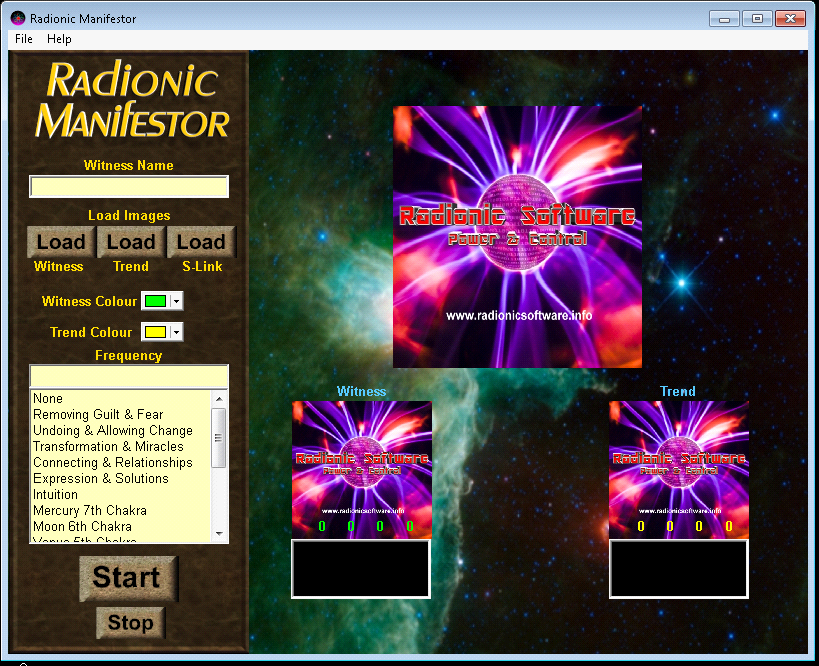 Radionic Manifestor
File Help
Radionic
Manifestor
Witness Name
Load Images
Load Load Load
Witness Trend S-Link
Witness Colour
Trend Colour
Frequency
None
Removing Guilt & Fear
Undoing & Allowing Change
Transformation & Miracles
Connecting & Relationships
Expression & Solutions
Intuition
Mercury 7th Chakra
Moon 6th Chakra
Venus 5th Chakra
Start
Stop
Radionic Software
Power & Control
www.radionicsoftware.info
Witness
Radionic Software
Power & Control
www.radionicsoftware.info
0 0 0 0
Trend
Radionic Software
Power & Control
www.radionicsoftware.info
0 0 0 0